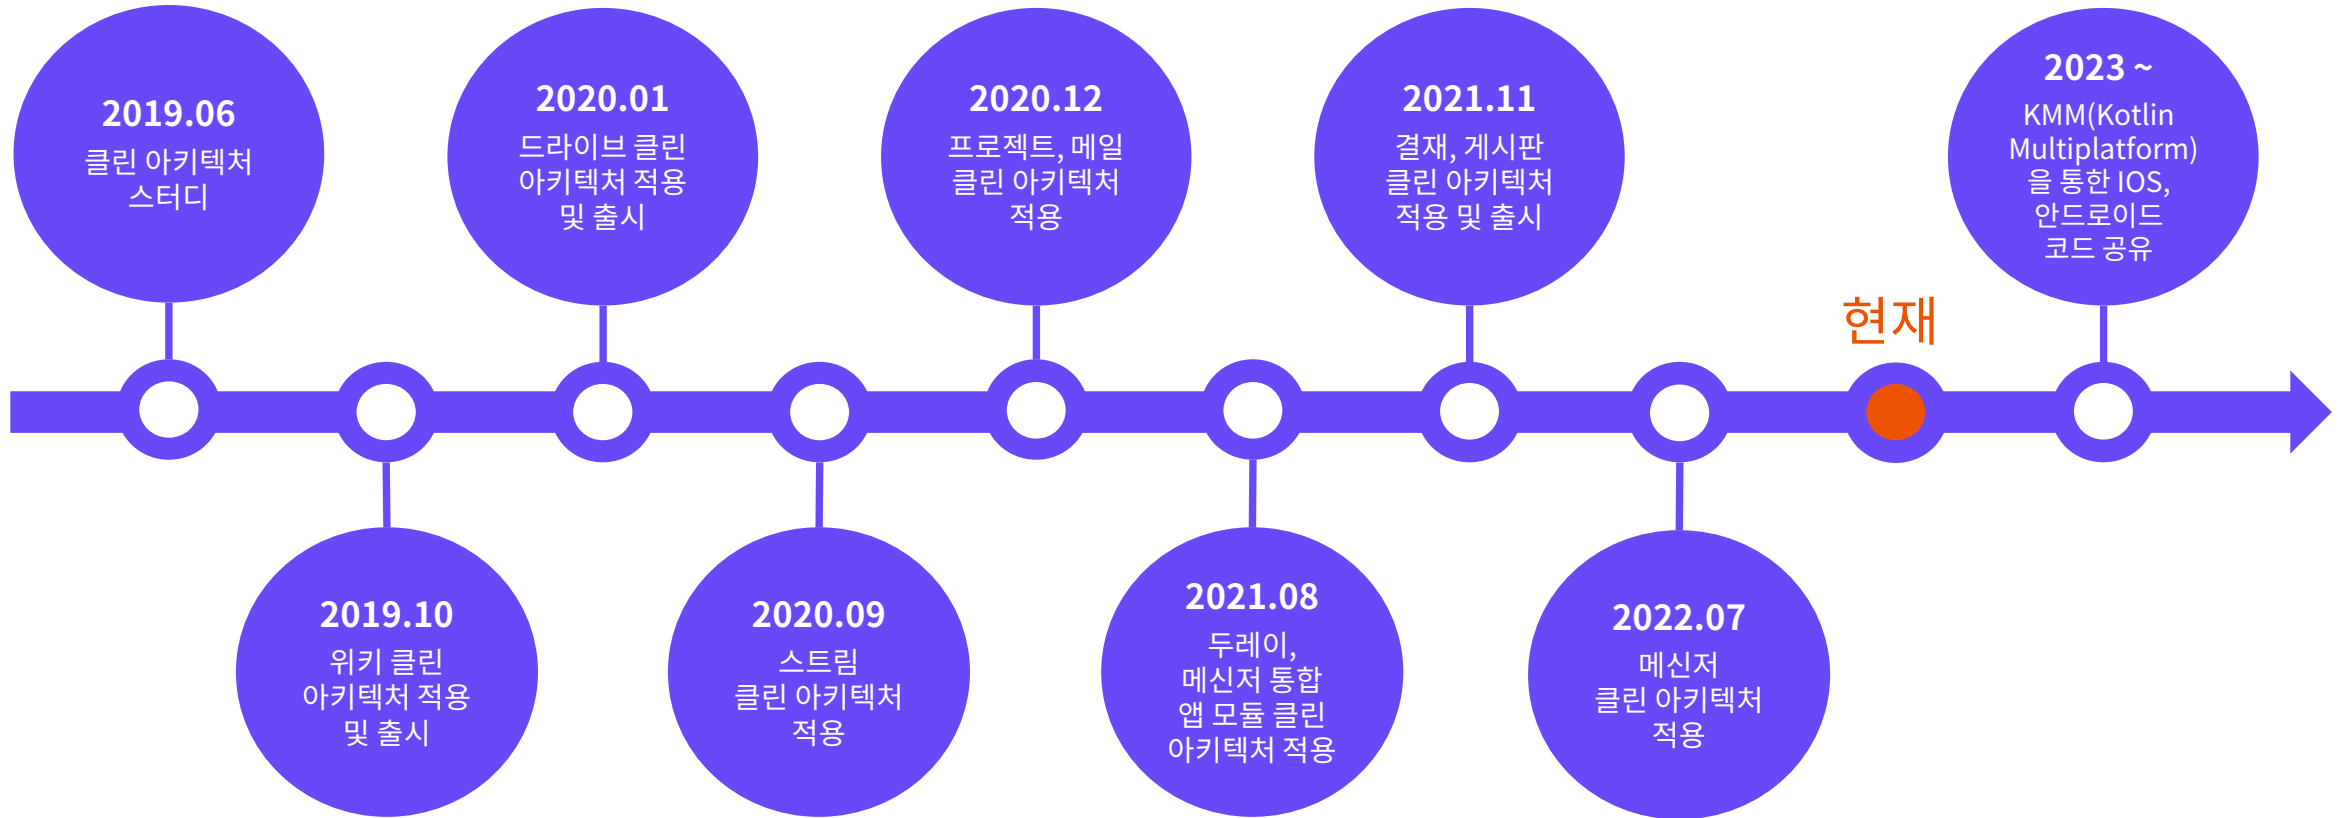 2019.06
클린 아키텍처
스터디
2019.10
위키 클린
아키텍처 적용
및 출시
2020.01
드라이브 클린
아키텍처 적용
및 출시
2020.09
스트림
클린 아키텍처
적용
2020.12
프로젝트, 메일
클린 아키텍처
적용
2021.08
두레이,
메신저 통합
앱 모듈 클린
아키텍처 적용
2021.11
결재, 게시판
클린 아키텍처
적용 및 출시
2022.07
메신저
클린 아키텍처
적용
현재
2023 ~
KMM(Kotlin
Multiplatform)
을 통한 IOS,
안드로이드
코드 공유